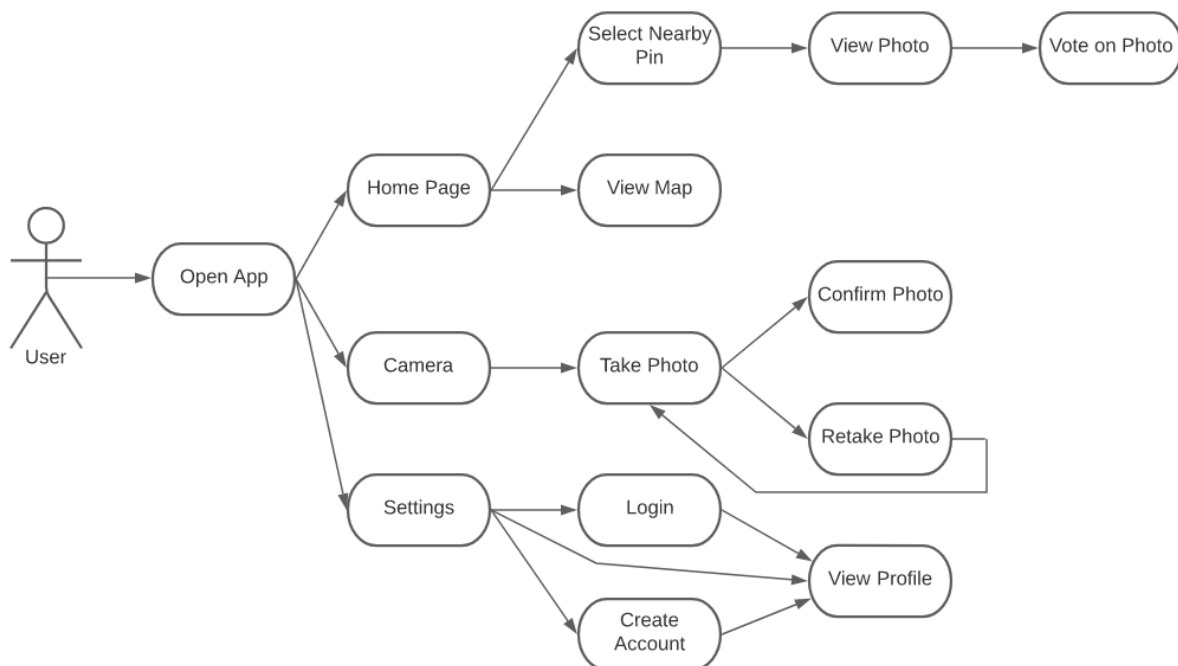 Select Nearby
Pin
View Photo
Vote on Photo
Home Page
View Map
Open App
User
Confirm Photo
Camera
Take Photo
Retake Photo
Settings
Login
View Profile
Create
Account